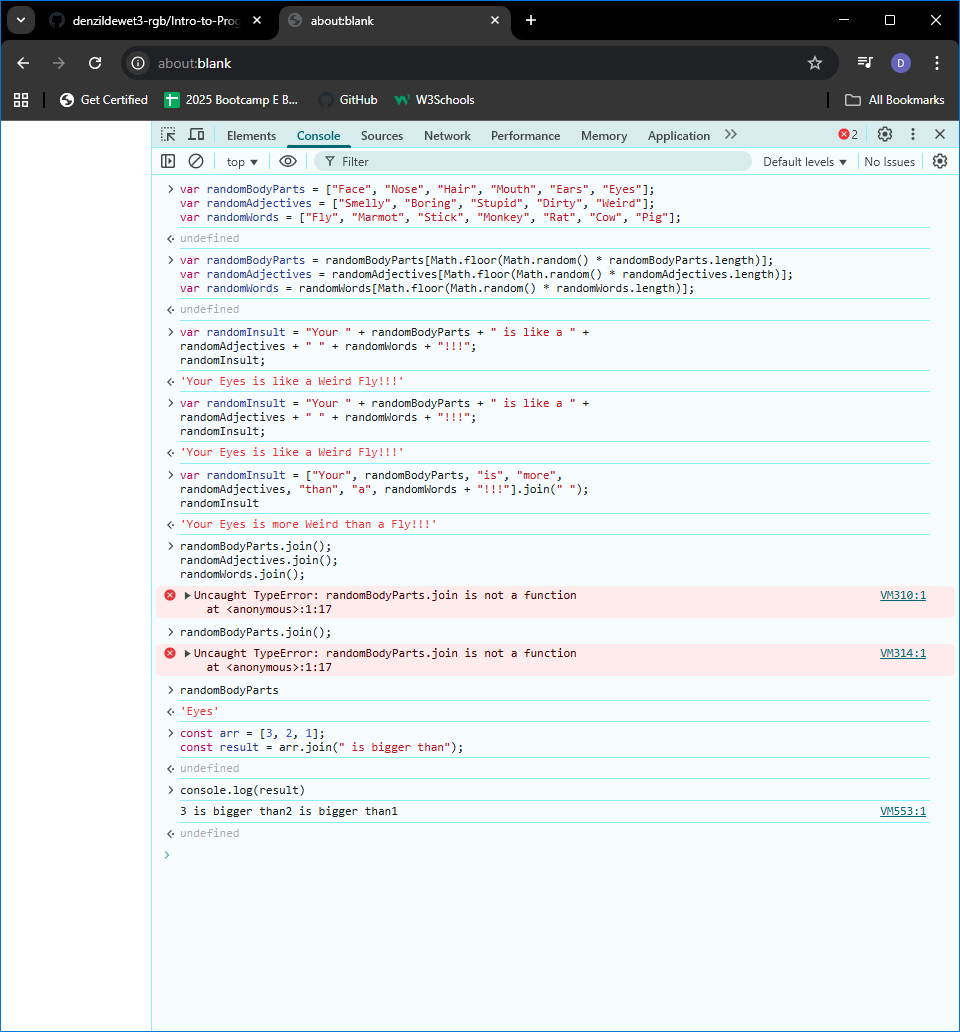 denzildewet3-rgb/Intro-to-Prog
about:blank
about:blank
Get Certified
2025 Bootcamp E B...
GitHub
W3Schools
All Bookmarks
Elements
Console
Sources
Network
Performance
Memory
Application
2
top
Filter
Default levels
No Issues
var randomBodyParts = ["Face", "Nose", "Hair", "Mouth", "Ears", "Eyes"];
var randomAdjectives = ["Smelly", "Boring", "Stupid", "Dirty", "Weird"];
var randomWords = ["Fly", "Marmot", "Stick", "Monkey", "Rat", "Cow", "Pig"];
undefined
var randomBodyParts = randomBodyParts[Math.floor(Math.random() * randomBodyParts.length)];
var randomAdjectives = randomAdjectives[Math.floor(Math.random() * randomAdjectives.length)];
var randomWords = randomWords[Math.floor(Math.random() * randomWords.length)];
undefined
var randomInsult = "Your " + randomBodyParts + " is like a " +
randomAdjectives + " " + randomWords + "!!!";
randomInsult;
'Your Eyes is like a Weird Fly!!!'
var randomInsult = "Your " + randomBodyParts + " is like a " +
randomAdjectives + " " + randomWords + "!!!";
randomInsult;
'Your Eyes is like a Weird Fly!!!'
var randomInsult = ["Your", randomBodyParts, "is", "more",
randomAdjectives, "than", "a", randomWords + "!!!"].join(" ");
randomInsult
'Your Eyes is more Weird than a Fly!!!'
randomBodyParts.join();
randomAdjectives.join();
randomWords.join();
Uncaught TypeError: randomBodyParts.join is not a function VM310:1
at <anonymous>:1:17
randomBodyParts.join();
Uncaught TypeError: randomBodyParts.join is not a function VM314:1
at <anonymous>:1:17
randomBodyParts
'Eyes'
const arr = [3, 2, 1];
const result = arr.join(" is bigger than");
undefined
console.log(result)
3 is bigger than2 is bigger than1 VM553:1
undefined
D